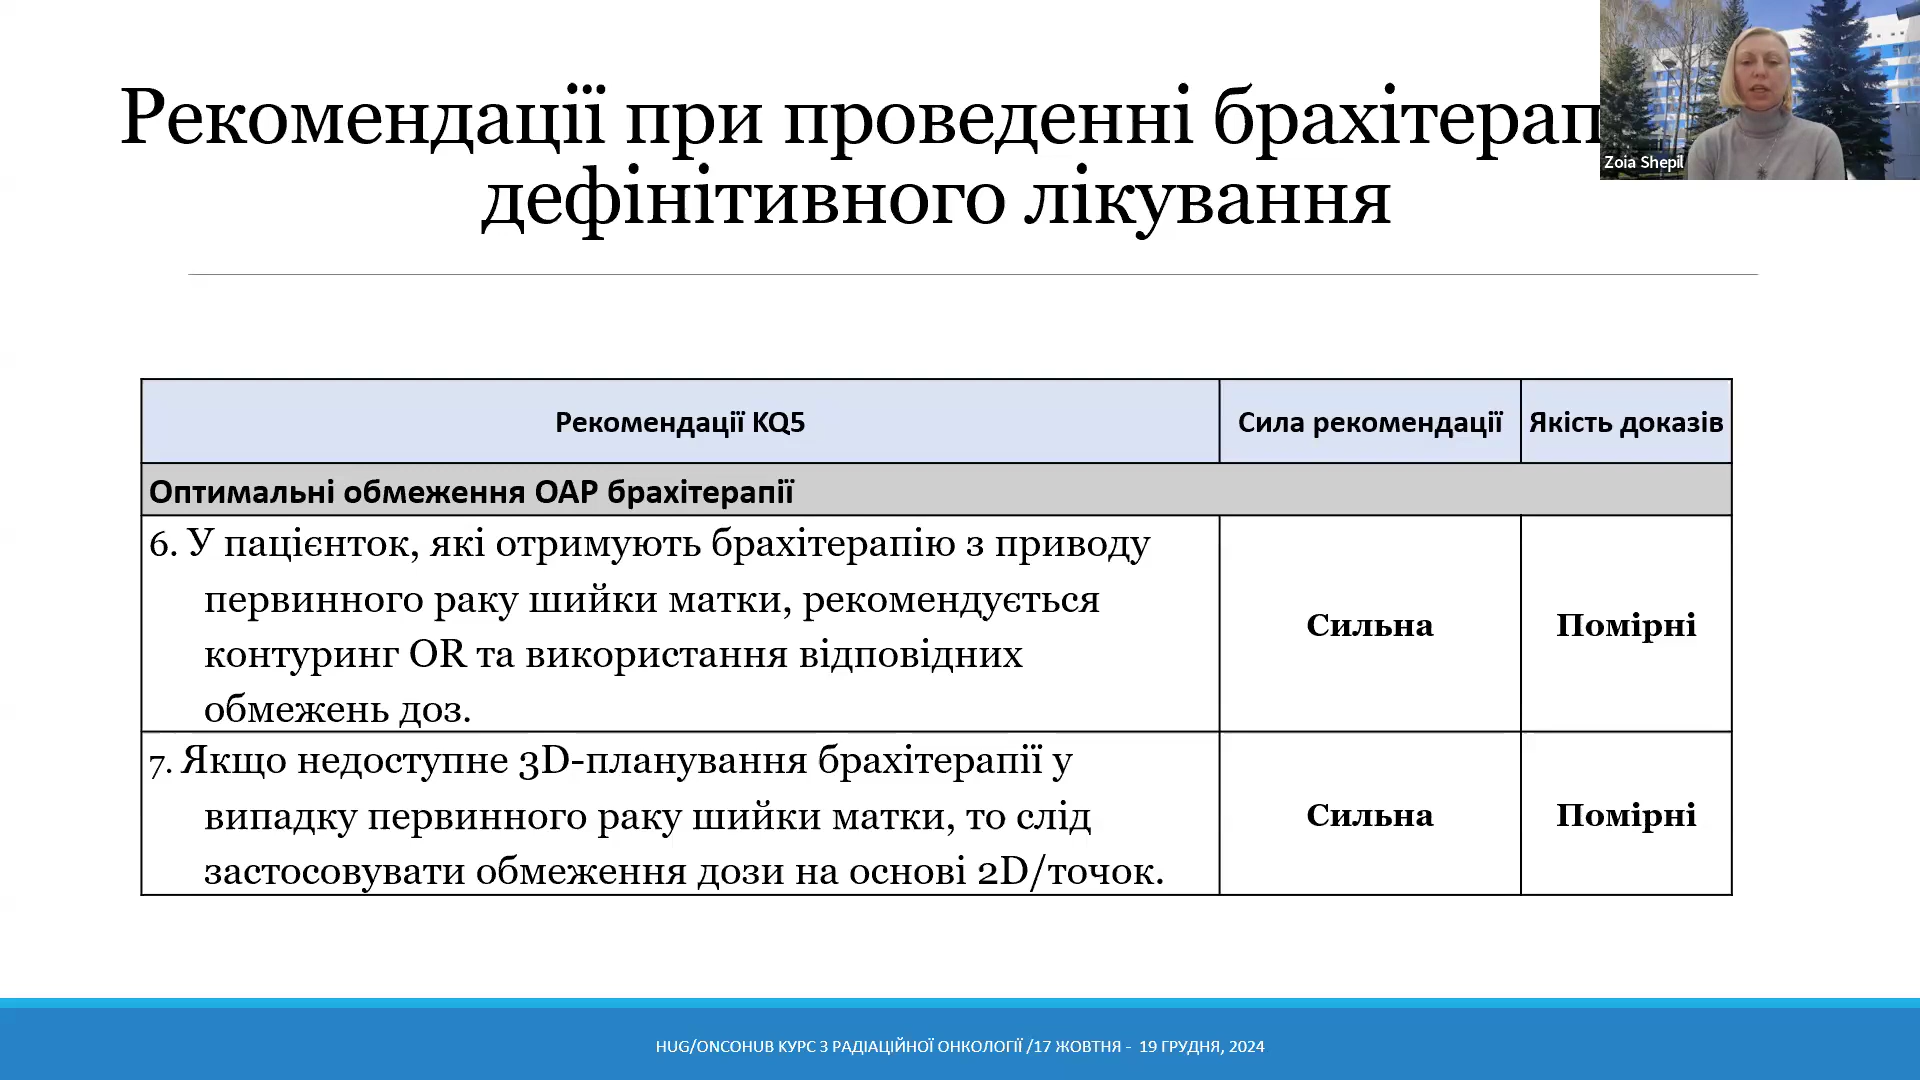 Рекомендації при проведенні брахітерап
дефінітивного лікування
Zoia Shepil
Рекомендації KQ5
Сила рекомендації
Якість доказів
Оптимальні обмеження ОАР брахітерапії
6. У пацієнток, які отримують брахітерапію з приводу
первинного раку шийки матки, рекомендується
контуринг OR та використання відповідних
обмежень доз.
Сильна
Помірні
7. Якщо недоступне 3D-планування брахітерапії у
випадку первинного раку шийки матки, то слід
застосовувати обмеження дози на основі 2D/точок.
Сильна
Помірні
HUG/ONCOHUB КУРС З РАДІАЦІЙНОЇ ОНКОЛОГІЇ /17 ЖОВТНЯ - 19 ГРУДНЯ, 2024